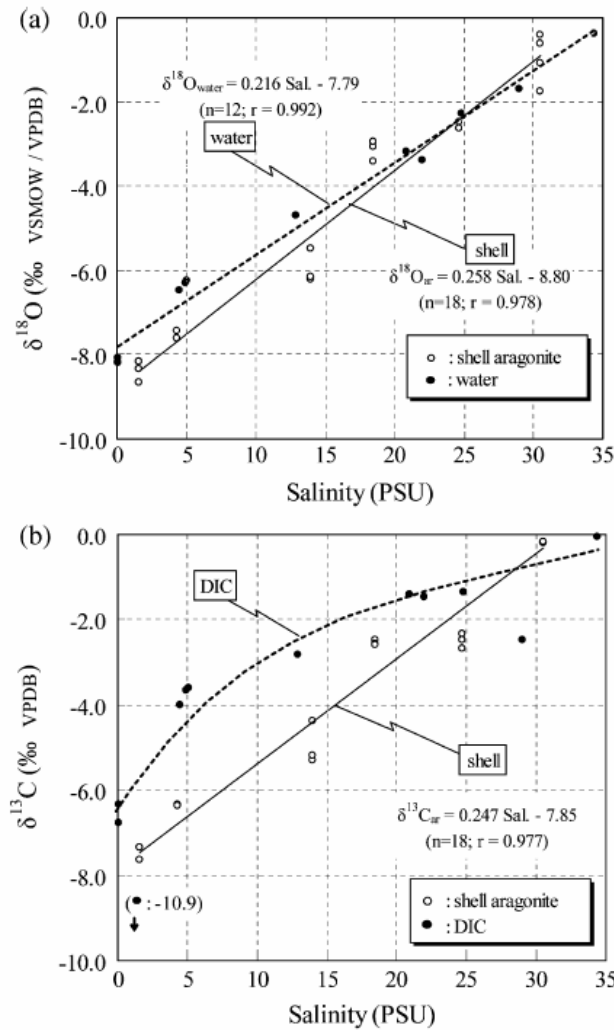 (a)
0.0
δ18Owater = 0.216 Sal. - 7.79
(n=12; r = 0.992)
-2.0
water
-4.0
shell
δ18Oar = 0.258 Sal. - 8.80
(n=18; r = 0.978)
-6.0
○ : shell aragonite
● : water
-8.0
-10.0
δ18O (‰ VSMOW / VPDB)
0 5 10 15 20 25 30 35
Salinity (PSU)
(b)
0.0
DIC
-2.0
-4.0
shell
δ13Car = 0.247 Sal. - 7.85
(n=18; r = 0.977)
-6.0
-8.0
(● : -10.9)
○ : shell aragonite
● : DIC
-10.0
δ13C (‰ VPDB)
0 5 10 15 20 25 30 35
Salinity (PSU)